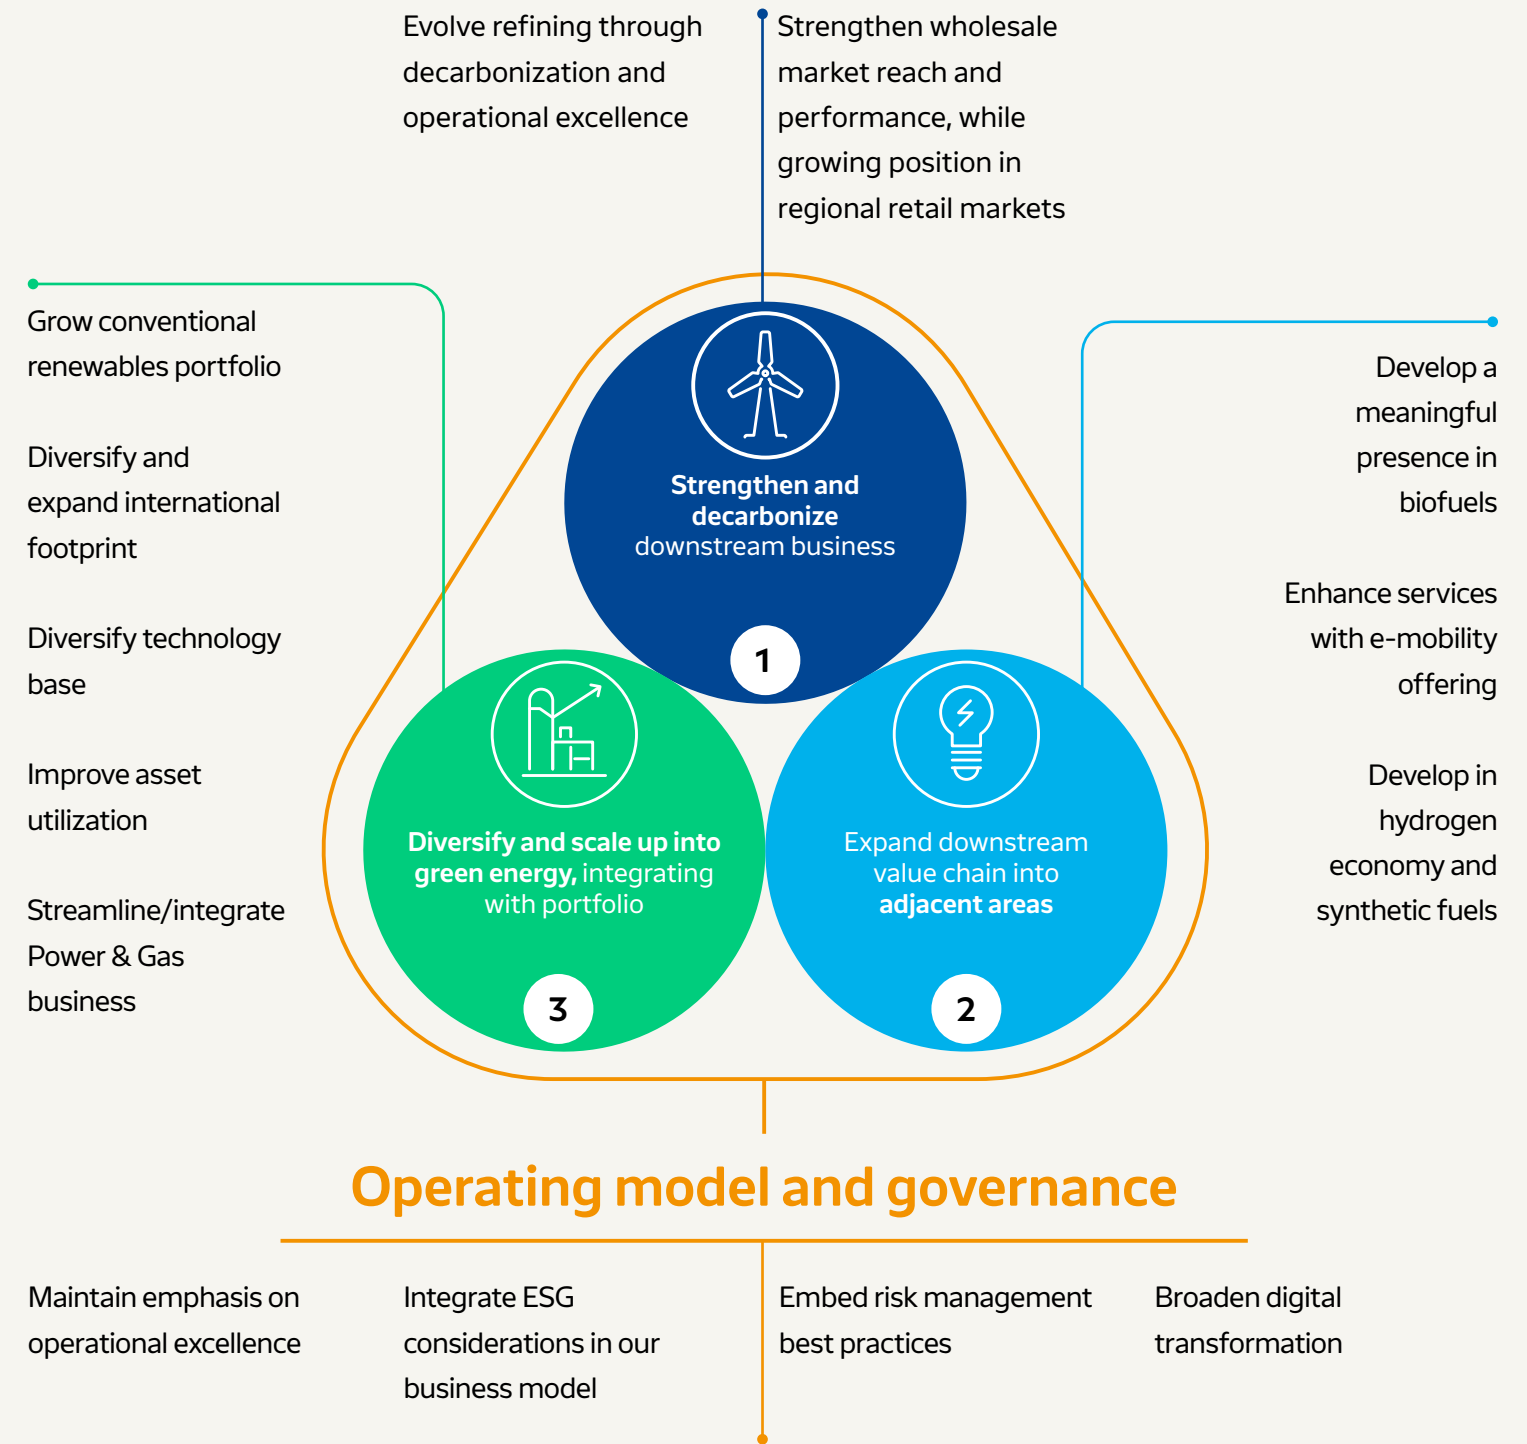 Evolve refining through
decarbonization and
operational excellence
Strengthen wholesale
market reach and
performance, while
growing position in
regional retail markets
Grow conventional
renewables portfolio
Diversify and
expand international
footprint
Diversify technology
base
Improve asset
utilization
Streamline/integrate
Power & Gas
business
Strengthen and
decarbonize
downstream business
1
Diversify and scale up into
green energy, integrating
with portfolio
3
Expand downstream
value chain into
adjacent areas
2
Develop a
meaningful
presence in
biofuels
Enhance services
with e-mobility
offering
Develop in
hydrogen
economy and
synthetic fuels
Operating model and governance
Maintain emphasis on
operational excellence
Integrate ESG
considerations in our
business model
Embed risk management
best practices
Broaden digital
transformation